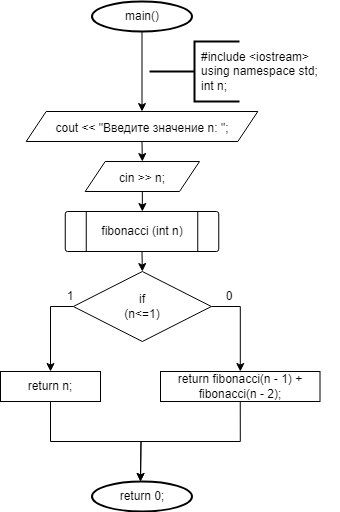 main()
#include <iostream>
using namespace std;
int n;
cout << "Введите значение n: ";
cin >> n;
fibonacci (int n)
if
(n<=1)
1
0
return n;
return fibonacci(n - 1) +
fibonacci(n - 2);
return 0;